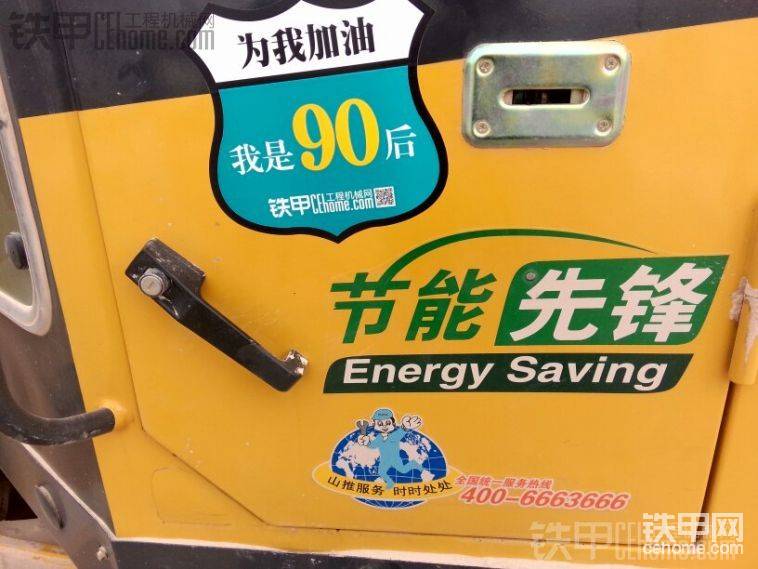 铁甲 工程机械网
CEhome.com
为我加油
我是90后
铁甲 工程机械网
CEhome.com
节能先锋
Energy Saving
山推服务 时时处处
全国统一服务热线
400-6663666
铁甲网
cehome.com